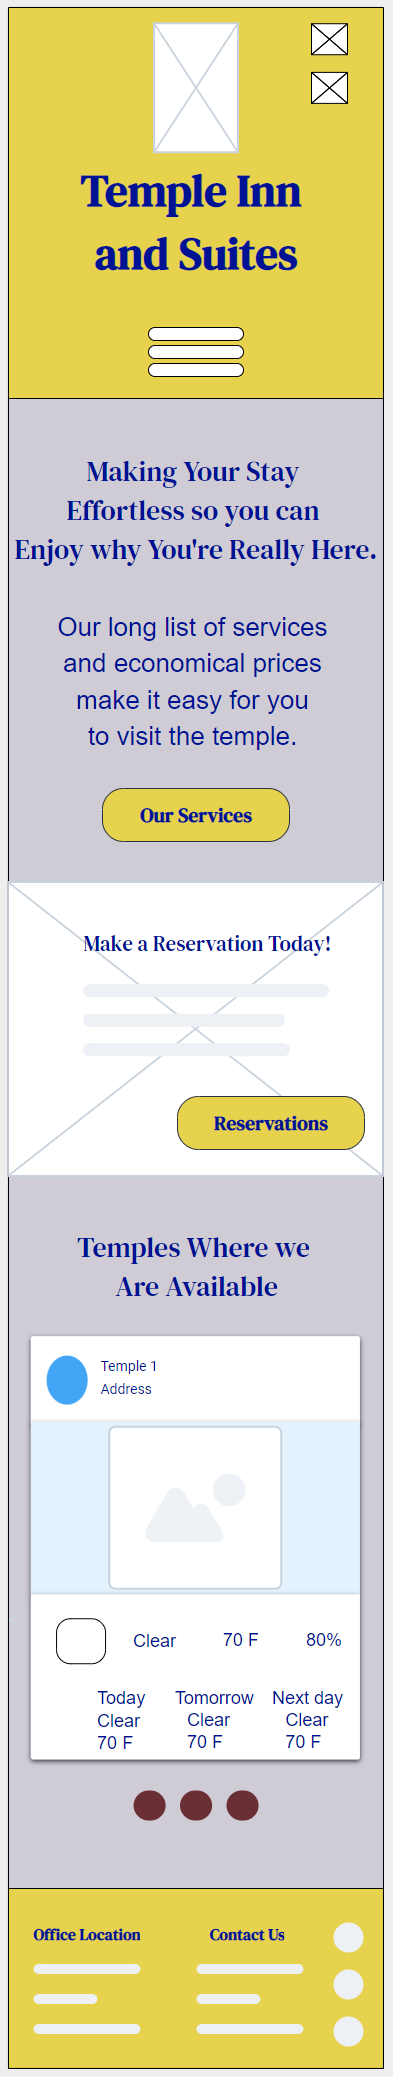 Temple Inn
and Suites
Making Your Stay
Effortless so you can
Enjoy why You're Really Here.
Our long list of services
and economical prices
make it easy for you
to visit the temple.
Our Services
Make a Reservation Today!
Reservations
Temples Where we
Are Available
Temple 1
Address
Clear 70 F 80%
Today Tomorrow Next day
Clear Clear Clear
70 F 70 F 70 F
Office Location Contact Us